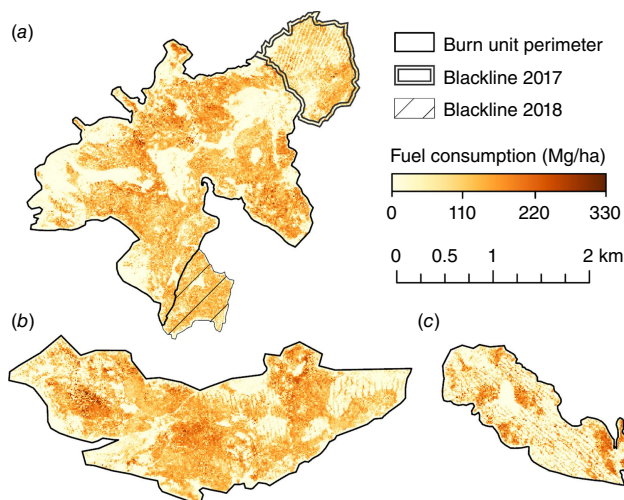 (a)
Burn unit perimeter
Blackline 2017
Blackline 2018
Fuel consumption (Mg/ha)
0 110 220 330
0 0.5 1 2 km
(b)
(c)